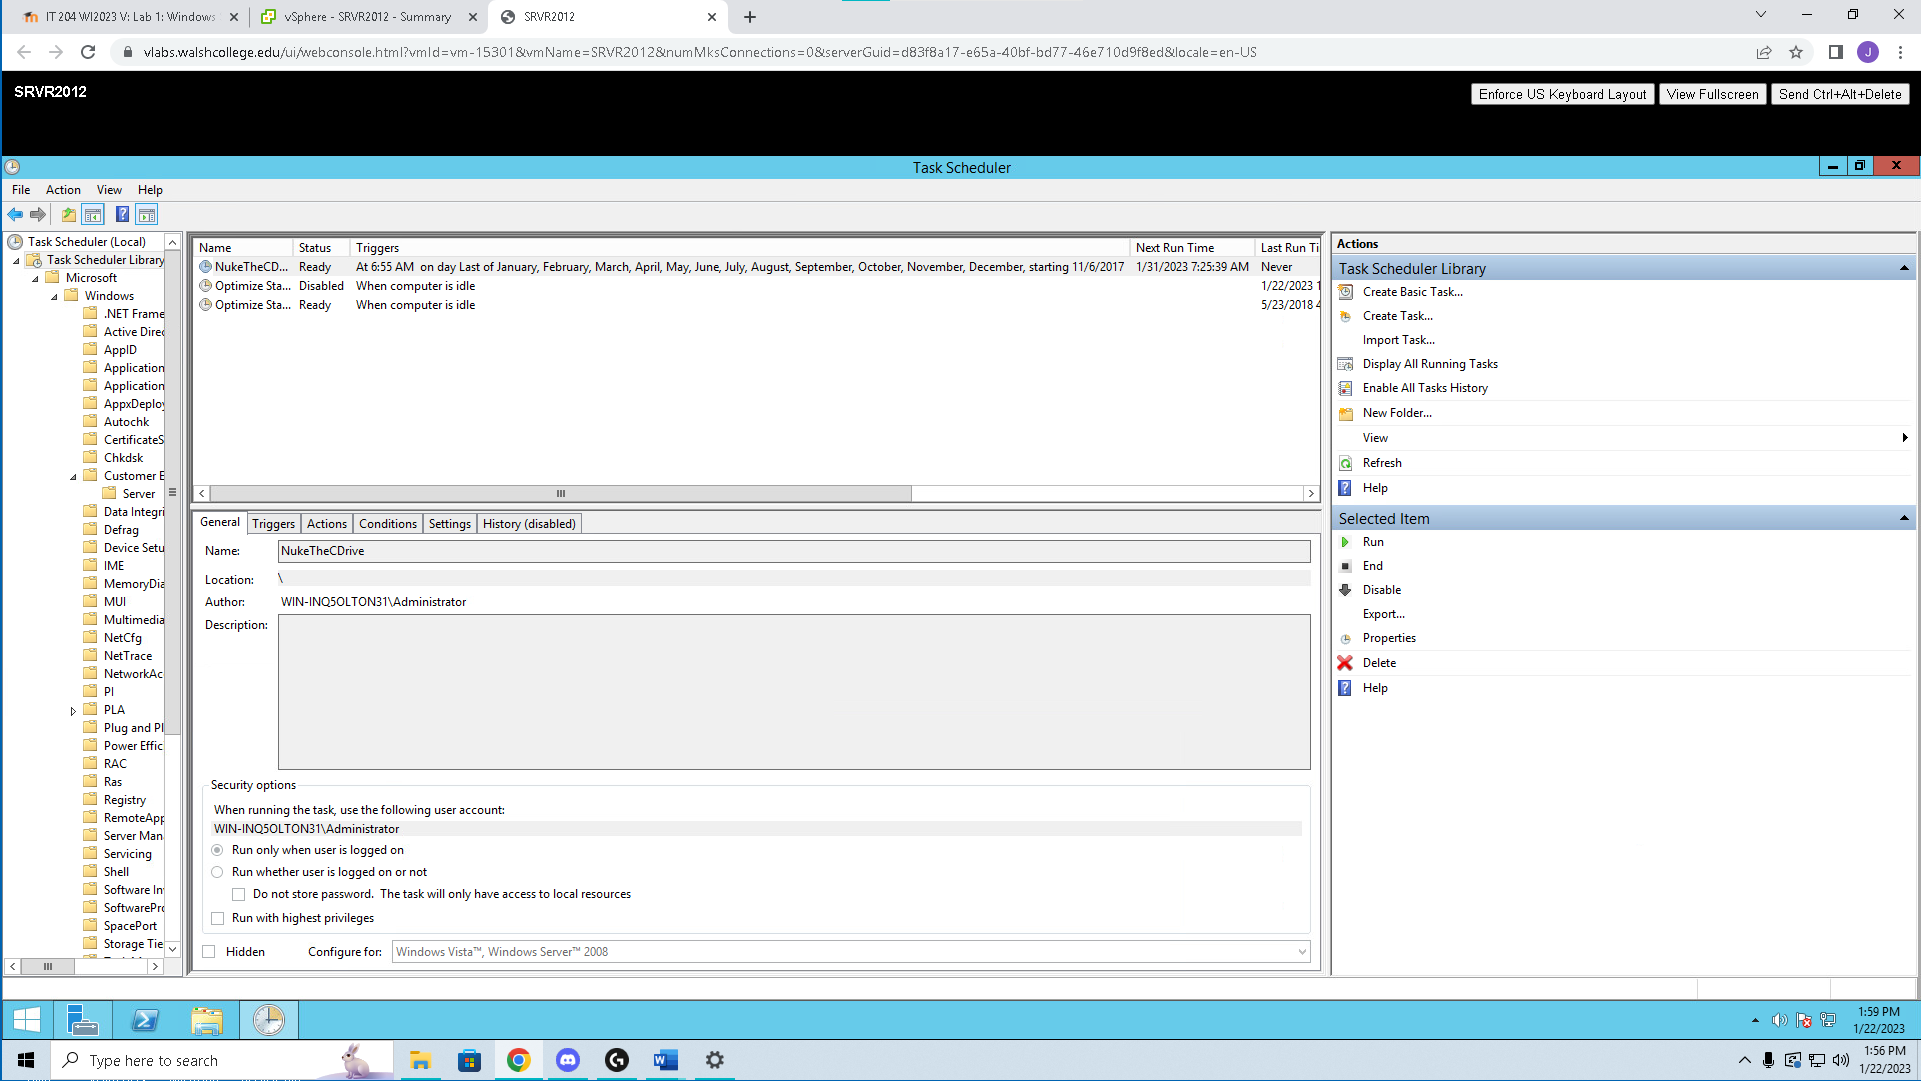 IT 204 WI2023 V: Lab 1: Windows
vSphere - SRVR2012 - Summary
SRVR2012
vlabs.walshcollege.edu/ui/webconsole.html?vmId=vm-15301&vmName=SRVR2012&numMksConnections=0&serverGuid=d83f8a17-e65a-40bf-bd77-46e710d9f8ed&locale=en-US
J
SRVR2012
Enforce US Keyboard Layout
View Fullscreen
Send Ctrl+Alt+Delete
Task Scheduler
File Action View Help
Task Scheduler (Local)
Task Scheduler Library
Microsoft
Windows
.NET Frame
Active Direc
AppID
Application
Application
AppxDeploy
Autochk
CertificateS
Chkdsk
Customer E
Server
Data Integri
Defrag
Device Setu
IME
MemoryDia
MUI
Multimedia
NetCfg
NetTrace
NetworkAc
PI
PLA
Plug and Pl
Power Effic
RAC
Ras
Registry
RemoteApp
Server Man
Servicing
Shell
Software In
SoftwarePro
SpacePort
Storage Tie
Name Status Triggers Next Run Time Last Run Ti
NukeTheCD... Ready At 6:55 AM on day Last of January, February, March, April, May, June, July, August, September, October, November, December, starting 11/6/2017 1/31/2023 7:25:39 AM Never
Optimize Sta... Disabled When computer is idle 1/22/2023 1
Optimize Sta... Ready When computer is idle 5/23/2018 4
General Triggers Actions Conditions Settings History (disabled)
Name: NukeTheCDrive
Location: \
Author: WIN-INQ5OLTON31\Administrator
Description:
Security options
When running the task, use the following user account:
WIN-INQ5OLTON31\Administrator
Run only when user is logged on
Run whether user is logged on or not
Do not store password. The task will only have access to local resources
Run with highest privileges
Hidden Configure for: Windows Vista™, Windows Server™ 2008
Actions
Task Scheduler Library
Create Basic Task...
Create Task...
Import Task...
Display All Running Tasks
Enable All Tasks History
New Folder...
View
Refresh
Help
Selected Item
Run
End
Disable
Export...
Properties
Delete
Help
1:59 PM
1/22/2023
Type here to search
1:56 PM
1/22/2023